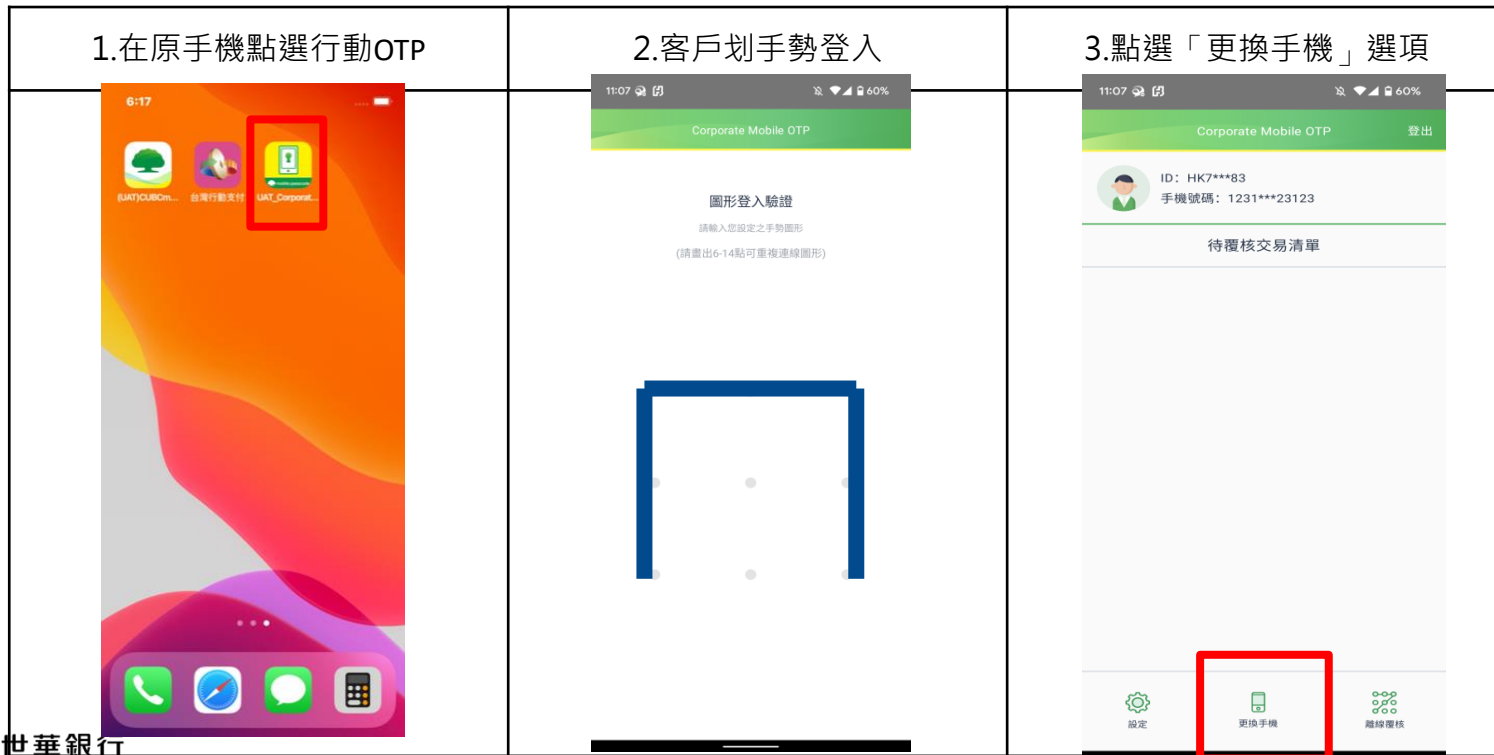 1.在原手機點選行動OTP
2.客戶划手勢登入
3.點選「更換手機」選項
6:17
(UAT)CUBCm...
台灣行動支付
UAT_Corporat...
11:07
60%
Corporate Mobile OTP
圖形登入驗證
請輸入您設定之手勢圖形
(請畫出6-14點可重複連線圖形)
11:07
60%
Corporate Mobile OTP
登出
ID: HK7***83
手機號碼: 1231***23123
待覆核交易清單
設定
更換手機
離線覆核
世華銀行